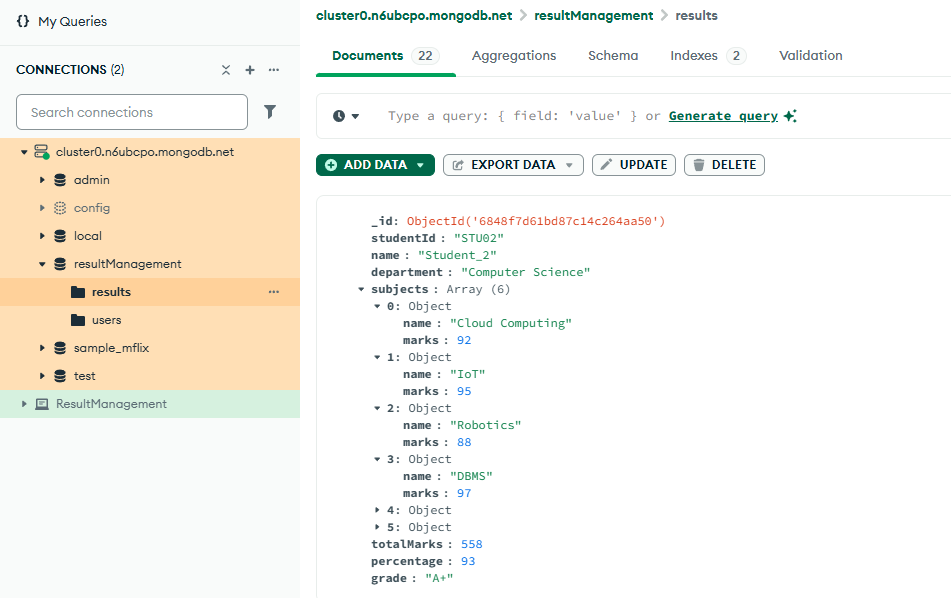 {} My Queries
CONNECTIONS (2)
Search connections
cluster0.n6ubcpo.mongodb.net
admin
config
local
resultManagement
results
users
sample_mflix
test
ResultManagement
cluster0.n6ubcpo.mongodb.net > resultManagement > results
Documents 22 Aggregations Schema Indexes 2 Validation
Type a query: { field: 'value' } or Generate query
ADD DATA EXPORT DATA UPDATE DELETE
_id: ObjectId('6848f7d61bd87c14c264aa50')
studentId : "STU02"
name : "Student_2"
department : "Computer Science"
subjects : Array (6)
0: Object
name : "Cloud Computing"
marks : 92
1: Object
name : "IoT"
marks : 95
2: Object
name : "Robotics"
marks : 88
3: Object
name : "DBMS"
marks : 97
4: Object
5: Object
totalMarks : 558
percentage : 93
grade : "A+"